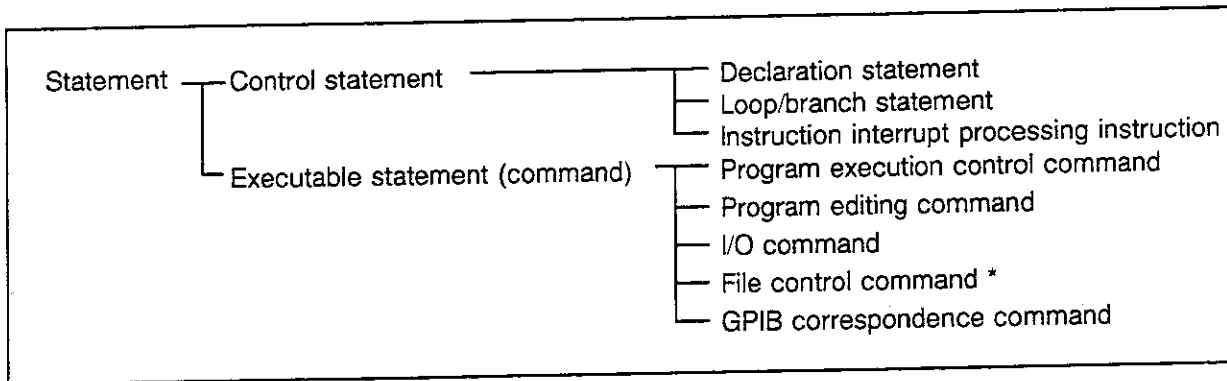 Statement Control statement Declaration statement
Loop/branch statement
Instruction interrupt processing instruction
Executable statement (command) Program execution control command
Program editing command
I/O command
File control command *
GPIB correspondence command